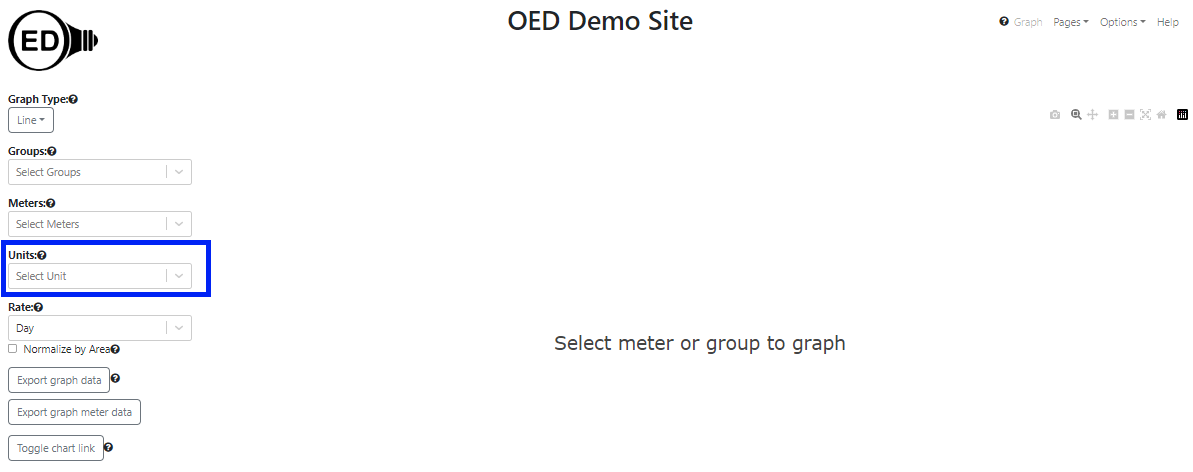 OED Demo Site
ED
Graph Pages Options Help
Graph Type:
Line
Groups:
Select Groups
Meters:
Select Meters
Units:
Select Unit
Rate:
Day
Normalize by Area
Select meter or group to graph
Export graph data
Export graph meter data
Toggle chart link